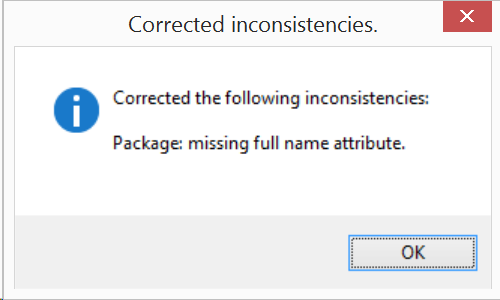 Corrected inconsistencies.
Corrected the following inconsistencies:
Package: missing full name attribute.
OK